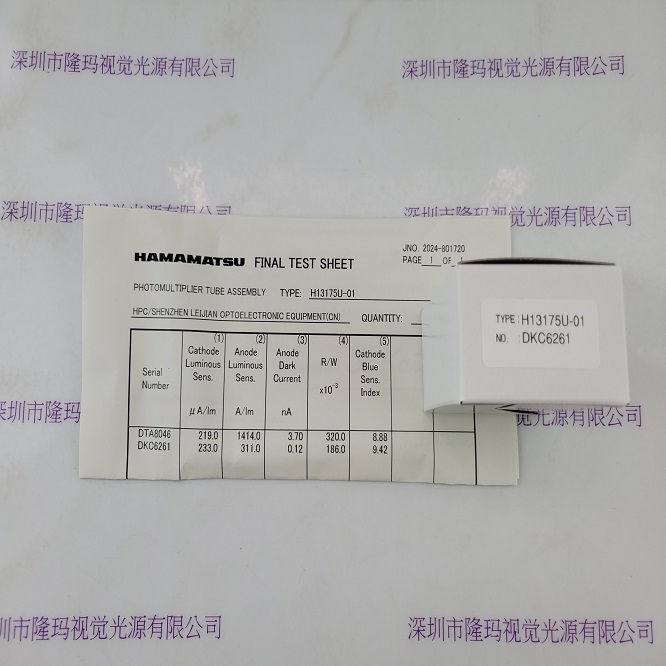 深圳市隆玛视觉光源有限公司
深圳市隆玛视觉光源有限公司
深圳市隆玛视觉光源有限公司
深圳市隆玛视觉光源有限公司
HAMAMATSU FINAL TEST SHEET
JNO. 2024-601720
PAGE 1 OF
PHOTOMULTIPLIER TUBE ASSEMBLY TYPE: H13175U-01
HPC/SHENZHEN LEIJIAN OPTOELECTRONIC EQUIPMENT(CN) QUANTITY:
Serial Number
(1) Cathode Luminous Sens. μA/lm
(2) Anode Luminous Sens. A/lm
(3) Anode Dark Current nA
(4) R/W x10⁻³
(5) Cathode Blue Sens. Index
DTA8046 219.0 1414.0 3.70 320.0 8.88
DKC6261 233.0 311.0 0.12 186.0 9.42
TYPE : H13175U-01
NO. : DKC6261
深圳市隆
有限公司
圳市隆玛视觉光源有限公司
深圳市隆玛视觉光源有限公司